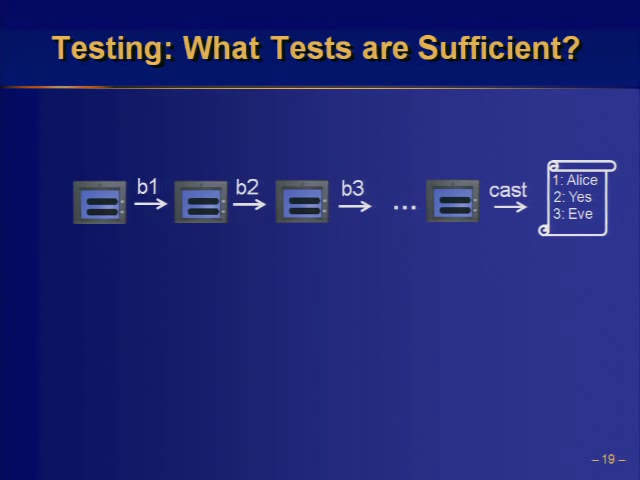 Testing: What Tests are Sufficient?
b1 b2 b3 ... cast
1: Alice
2: Yes
3: Eve
– 19 –